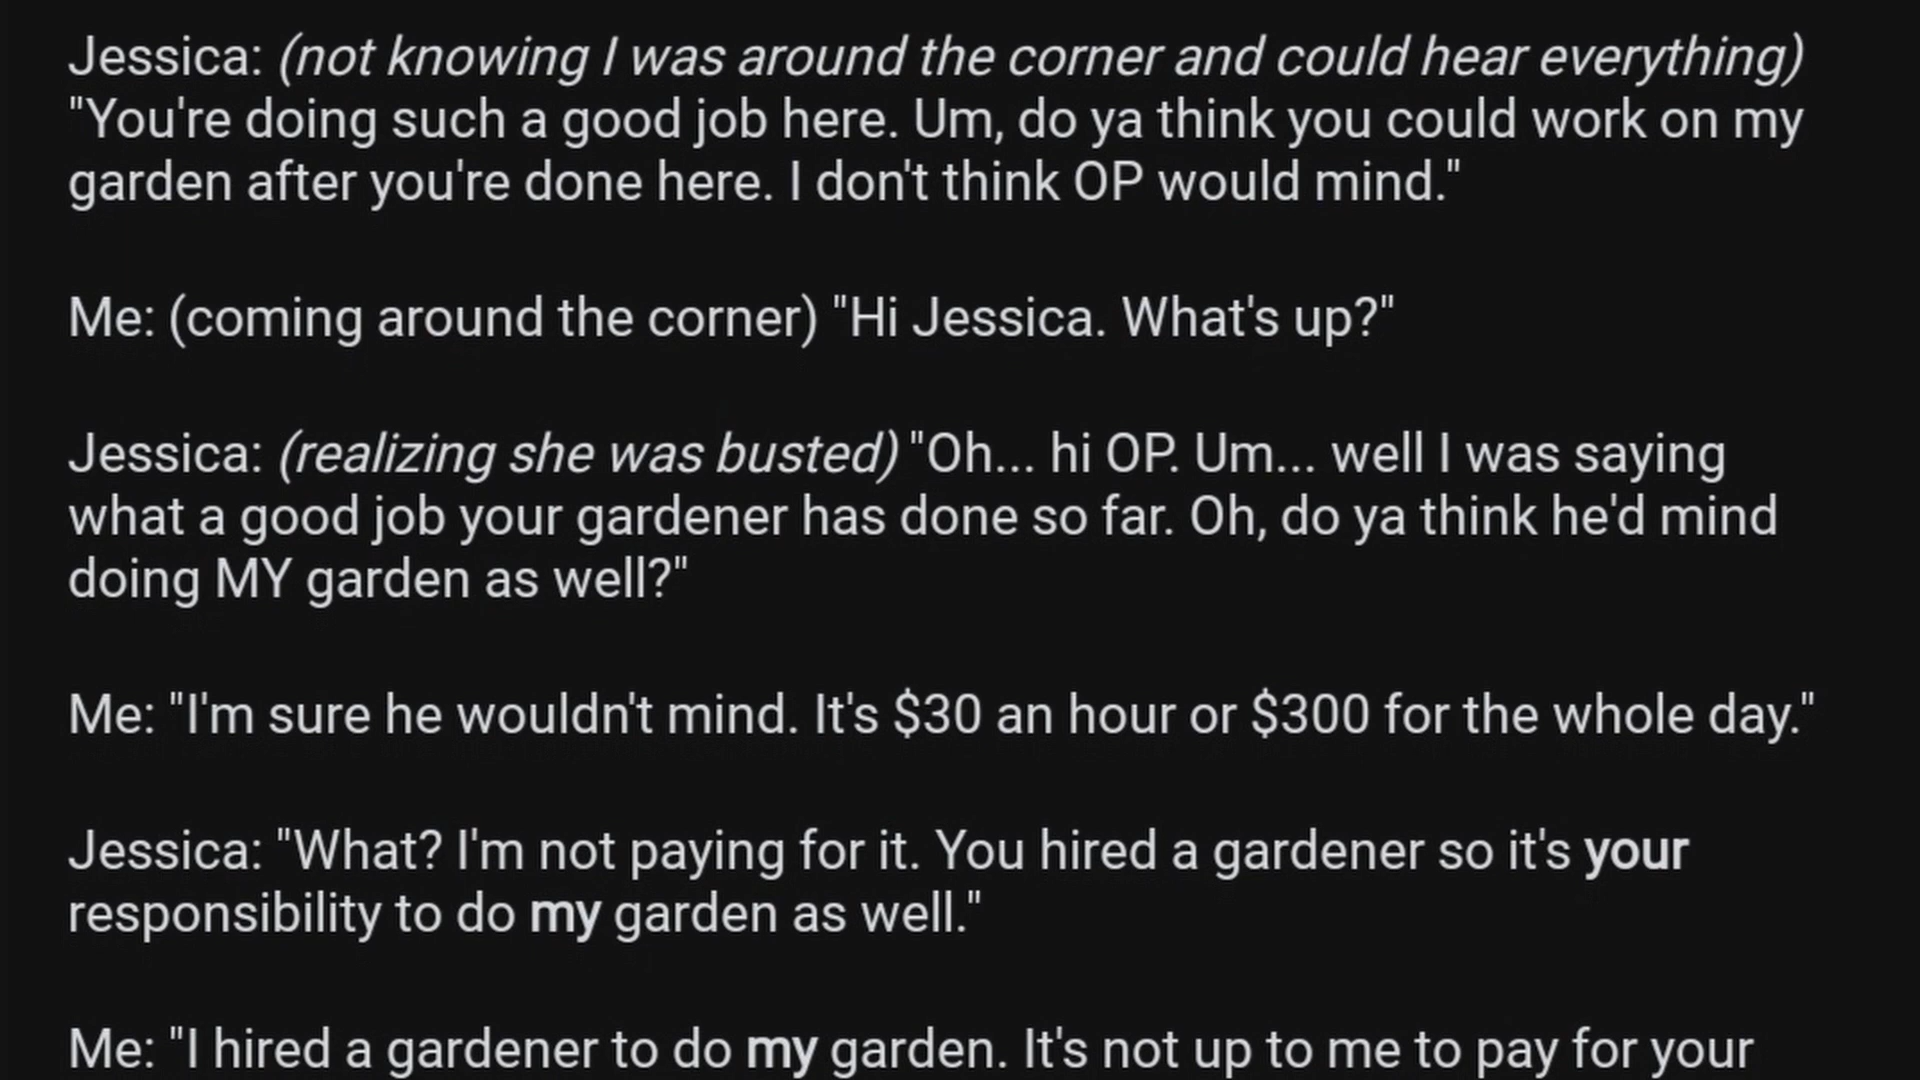 Jessica: (not knowing I was around the corner and could hear everything)
"You're doing such a good job here. Um, do ya think you could work on my
garden after you're done here. I don't think OP would mind."
Me: (coming around the corner) "Hi Jessica. What's up?"
Jessica: (realizing she was busted) "Oh... hi OP. Um... well I was saying
what a good job your gardener has done so far. Oh, do ya think he'd mind
doing MY garden as well?"
Me: "I'm sure he wouldn't mind. It's $30 an hour or $300 for the whole day."
Jessica: "What? I'm not paying for it. You hired a gardener so it's your
responsibility to do my garden as well."
Me: "I hired a gardener to do my garden. It's not up to me to pay for your